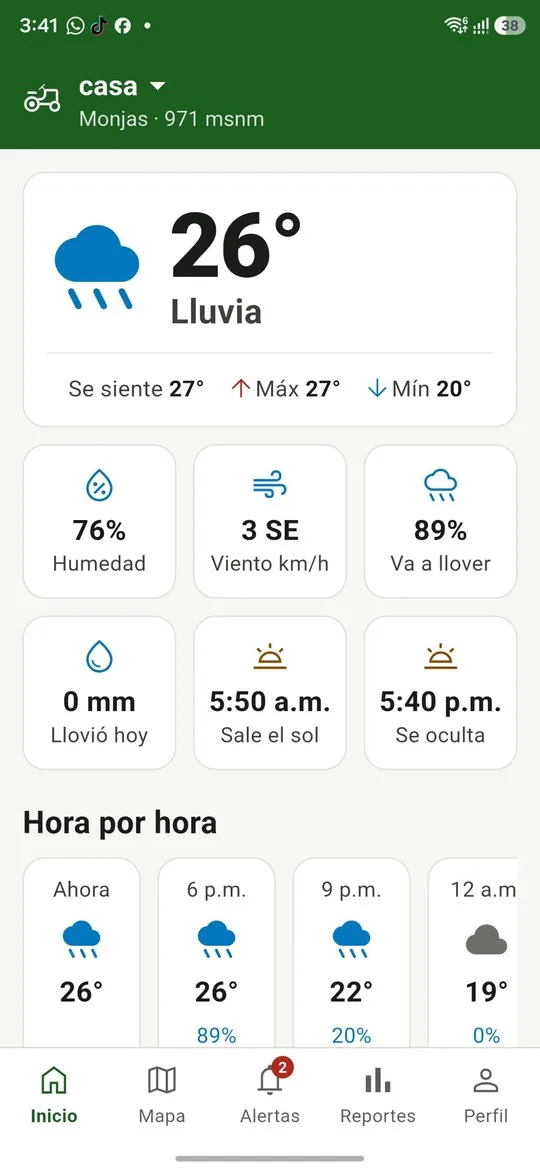 3:41
6
38
casa
Monjas · 971 msnm
26°
Lluvia
Se siente 27° Máx 27° Mín 20°
76% 3 SE 89%
Humedad Viento km/h Va a llover
0 mm 5:50 a.m. 5:40 p.m.
Llovió hoy Sale el sol Se oculta
Hora por hora
Ahora 6 p.m. 9 p.m. 12 a.m
26° 26° 22° 19°
89% 20% 0%
2
Inicio Mapa Alertas Reportes Perfil